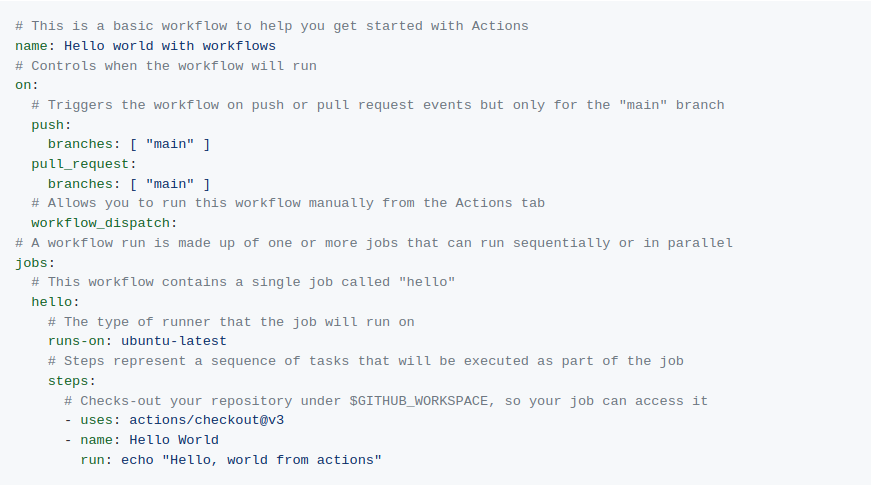 # This is a basic workflow to help you get started with Actions
name: Hello world with workflows
# Controls when the workflow will run
on:
  # Triggers the workflow on push or pull request events but only for the "main" branch
  push:
    branches: [ "main" ]
  pull_request:
    branches: [ "main" ]
  # Allows you to run this workflow manually from the Actions tab
  workflow_dispatch:
# A workflow run is made up of one or more jobs that can run sequentially or in parallel
jobs:
  # This workflow contains a single job called "hello"
  hello:
    # The type of runner that the job will run on
    runs-on: ubuntu-latest
    # Steps represent a sequence of tasks that will be executed as part of the job
    steps:
      # Checks-out your repository under $GITHUB_WORKSPACE, so your job can access it
      - uses: actions/checkout@v3
      - name: Hello World
        run: echo "Hello, world from actions"